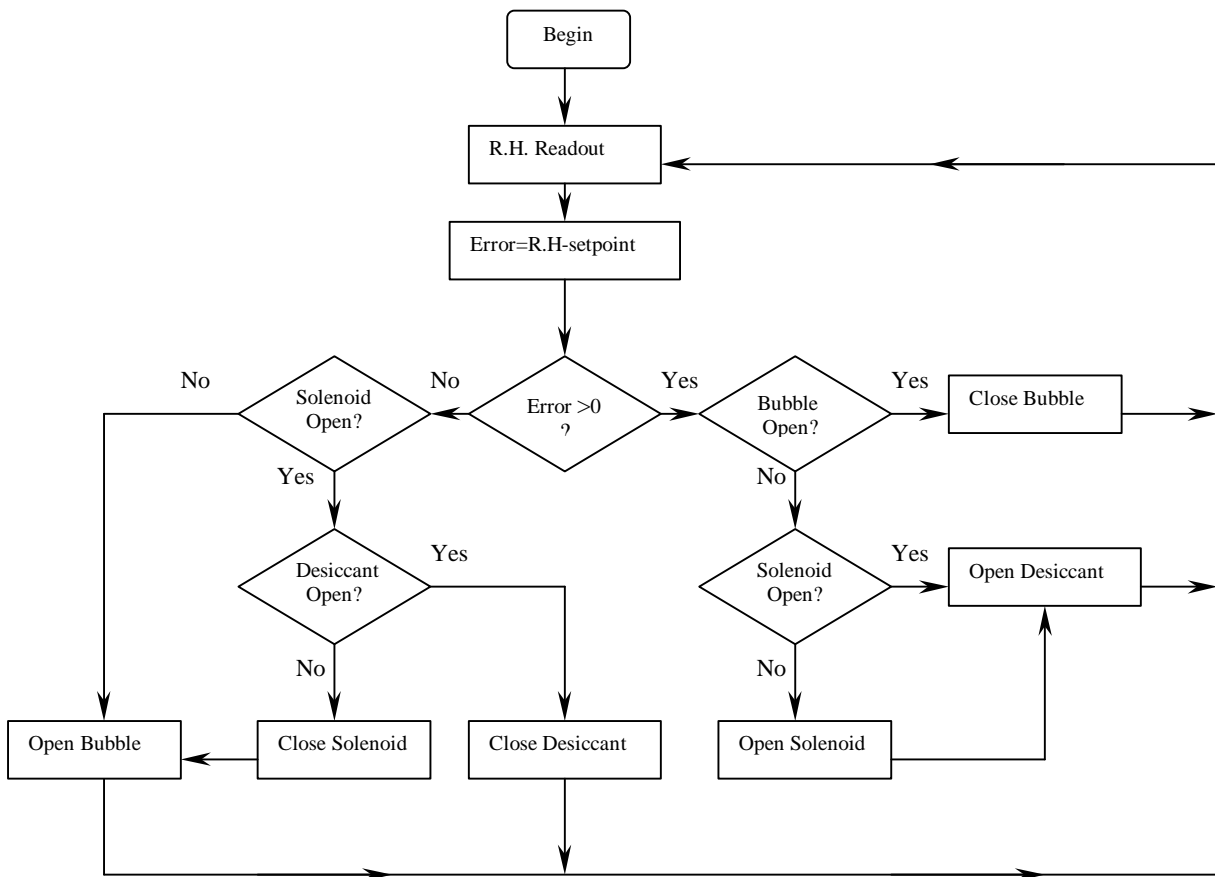 Begin
R.H. Readout
Error=R.H-setpoint
No
No
Yes
Yes
Solenoid
Open?
Error >0
?
Bubble
Open?
Close Bubble
Yes
No
Desiccant
Open?
Yes
Solenoid
Open?
Yes
Open Desiccant
No
No
Open Bubble
Close Solenoid
Close Desiccant
Open Solenoid